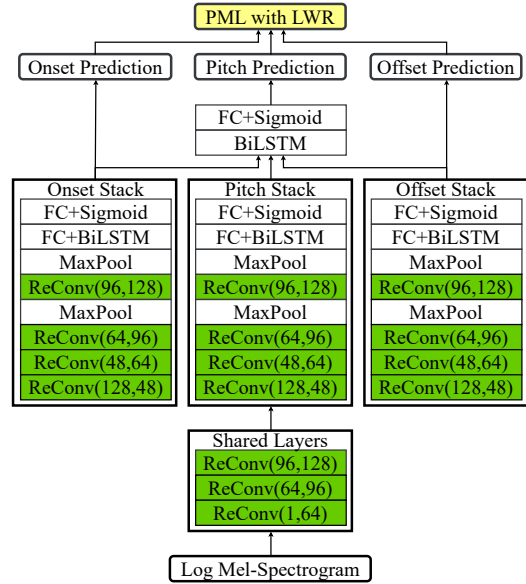 PML with LWR
Onset Prediction
Pitch Prediction
Offset Prediction
FC+Sigmoid
BiLSTM
Onset Stack
FC+Sigmoid
FC+BiLSTM
MaxPool
ReConv(96,128)
MaxPool
ReConv(64,96)
ReConv(48,64)
ReConv(128,48)
Pitch Stack
FC+Sigmoid
FC+BiLSTM
MaxPool
ReConv(96,128)
MaxPool
ReConv(64,96)
ReConv(48,64)
ReConv(128,48)
Offset Stack
FC+Sigmoid
FC+BiLSTM
MaxPool
ReConv(96,128)
MaxPool
ReConv(64,96)
ReConv(48,64)
ReConv(128,48)
Shared Layers
ReConv(96,128)
ReConv(64,96)
ReConv(1,64)
Log Mel-Spectrogram